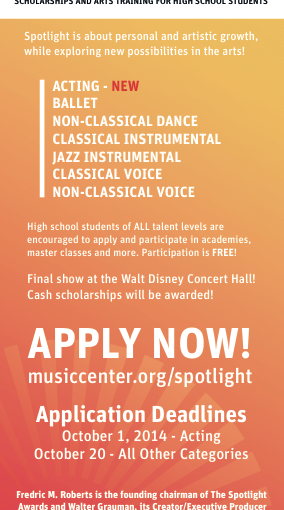 SCHOLARSHIPS AND ARTS TRAINING FOR HIGH SCHOOL STUDENTS
Spotlight is about personal and artistic growth,
while exploring new possibilities in the arts!
ACTING - NEW
BALLET
NON-CLASSICAL DANCE
CLASSICAL INSTRUMENTAL
JAZZ INSTRUMENTAL
CLASSICAL VOICE
NON-CLASSICAL VOICE
High school students of ALL talent levels are
encouraged to apply and participate in academies,
master classes and more. Participation is FREE!
Final show at the Walt Disney Concert Hall!
Cash scholarships will be awarded!
APPLY NOW!
musiccenter.org/spotlight
Application Deadlines
October 1, 2014 - Acting
October 20 - All Other Categories
Fredric M. Roberts is the founding chairman of The Spotlight
Awards and Walter Grauman, its Creator/Executive Producer